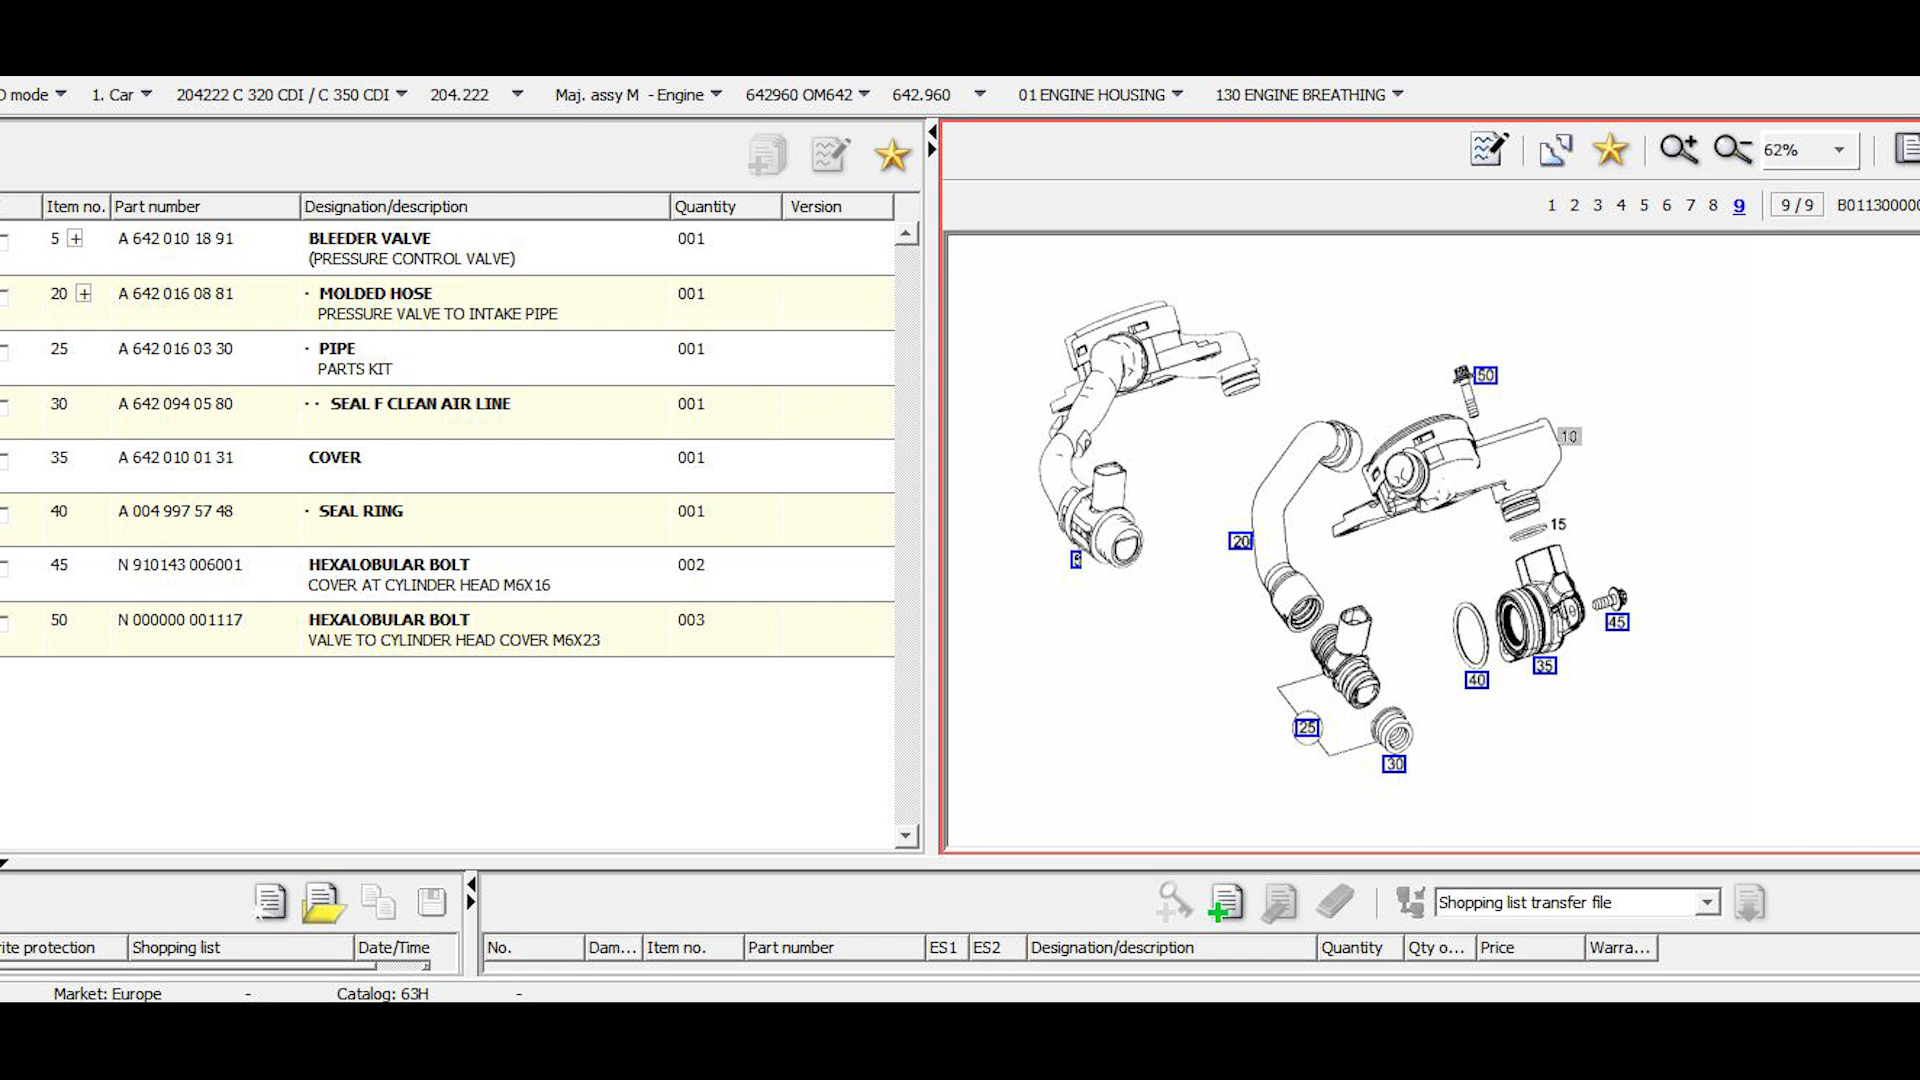 D mode 1. Car 204222 C 320 CDI / C 350 CDI 204.222 Maj. assy M - Engine 642960 OM642 642.960 01 ENGINE HOUSING 130 ENGINE BREATHING
62%
1 2 3 4 5 6 7 8 9 9 / 9 B01130000
Item no. Part number Designation/description Quantity Version
5 A 642 010 18 91 BLEEDER VALVE 001
(PRESSURE CONTROL VALVE)
20 A 642 016 08 81 · MOLDED HOSE 001
PRESSURE VALVE TO INTAKE PIPE
25 A 642 016 03 30 · PIPE 001
PARTS KIT
30 A 642 094 05 80 · · SEAL F CLEAN AIR LINE 001
35 A 642 010 01 31 COVER 001
40 A 004 997 57 48 · SEAL RING 001
45 N 910143 006001 HEXALOBULAR BOLT 002
COVER AT CYLINDER HEAD M6X16
50 N 000000 001117 HEXALOBULAR BOLT 003
VALVE TO CYLINDER HEAD COVER M6X23
50
10
15
20
5
45
35
40
25
30
Shopping list transfer file
rite protection Shopping list Date/Time
No. Dam... Item no. Part number ES1 ES2 Designation/description Quantity Qty o... Price Warra...
Market: Europe - Catalog: 63H -